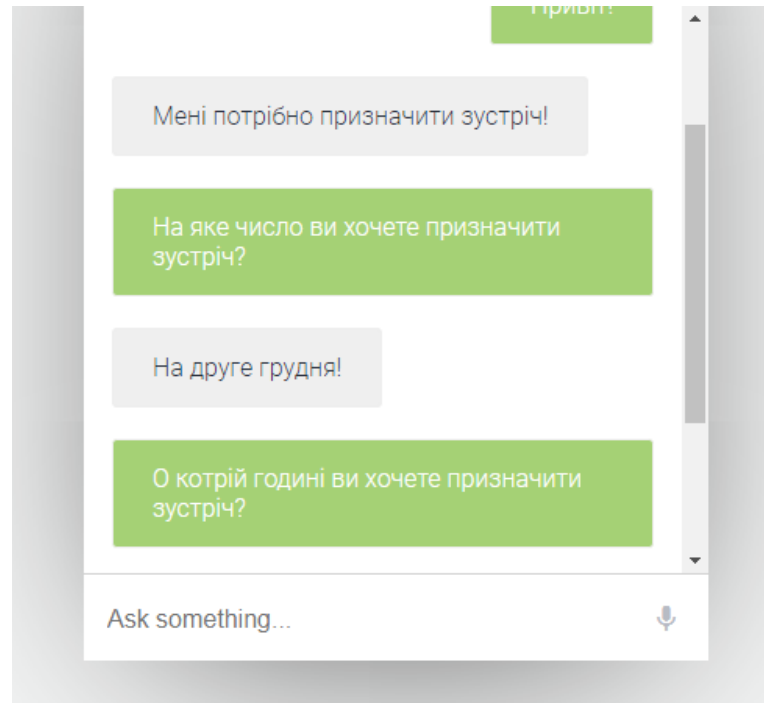 Привіт!
Мені потрібно призначити зустріч!
На яке число ви хочете призначити
зустріч?
На друге грудня!
О котрій годині ви хочете призначити
зустріч?
Ask something...